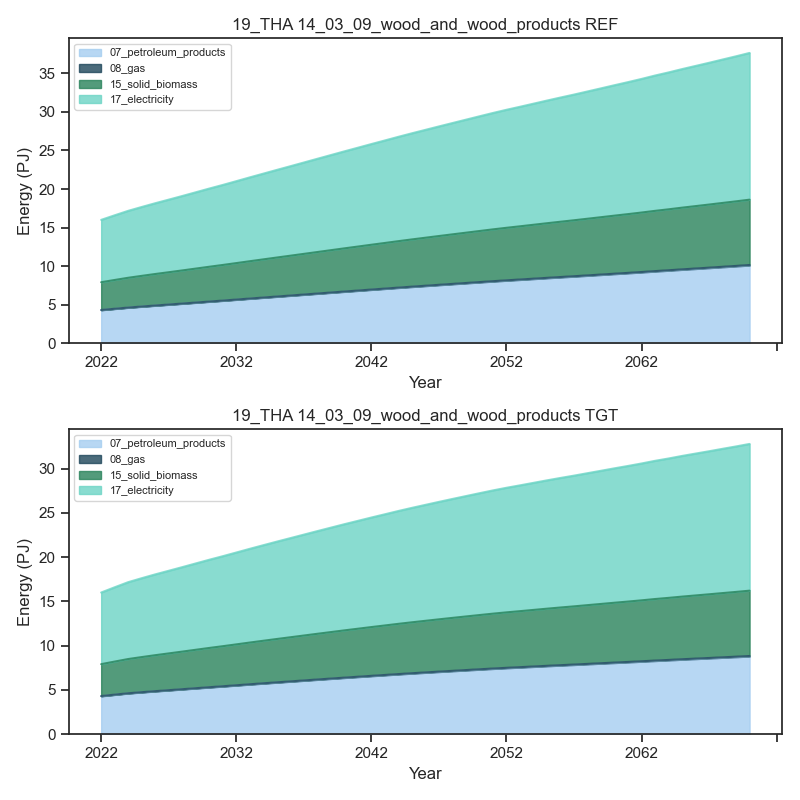 19_THA 14_03_09_wood_and_wood_products REF
07_petroleum_products
08_gas
15_solid_biomass
17_electricity
Energy (PJ)
35
30
25
20
15
10
5
0
2022 2032 2042 2052 2062
Year
19_THA 14_03_09_wood_and_wood_products TGT
07_petroleum_products
08_gas
15_solid_biomass
17_electricity
Energy (PJ)
30
25
20
15
10
5
0
2022 2032 2042 2052 2062
Year